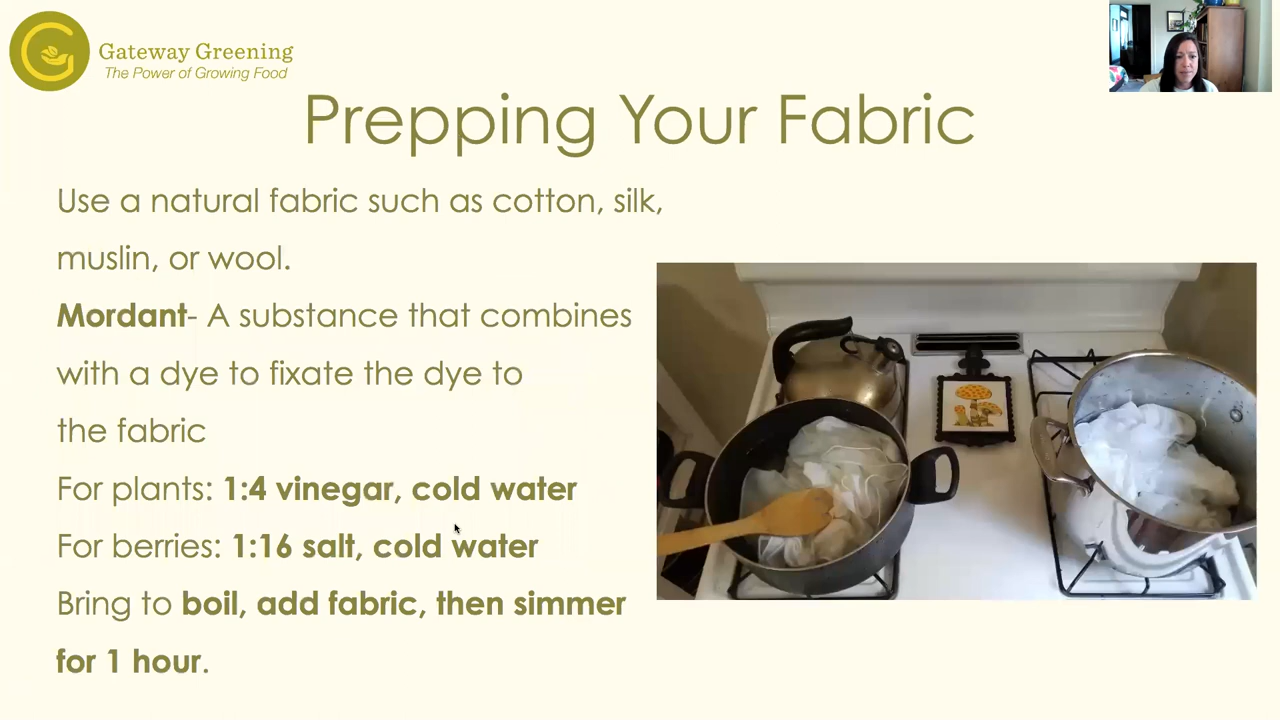 Gateway Greening
The Power of Growing Food
Prepping Your Fabric
Use a natural fabric such as cotton, silk,
muslin, or wool.
Mordant- A substance that combines
with a dye to fixate the dye to
the fabric
For plants: 1:4 vinegar, cold water
For berries: 1:16 salt, cold water
Bring to boil, add fabric, then simmer
for 1 hour.